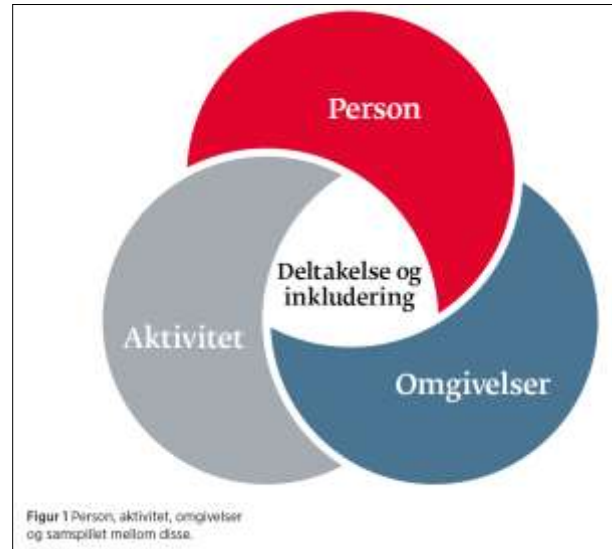 Person
Deltakelse og
inkludering
Aktivitet
Omgivelser
Figur 1 Person, aktivitet, omgivelser
og samspillet mellom disse.